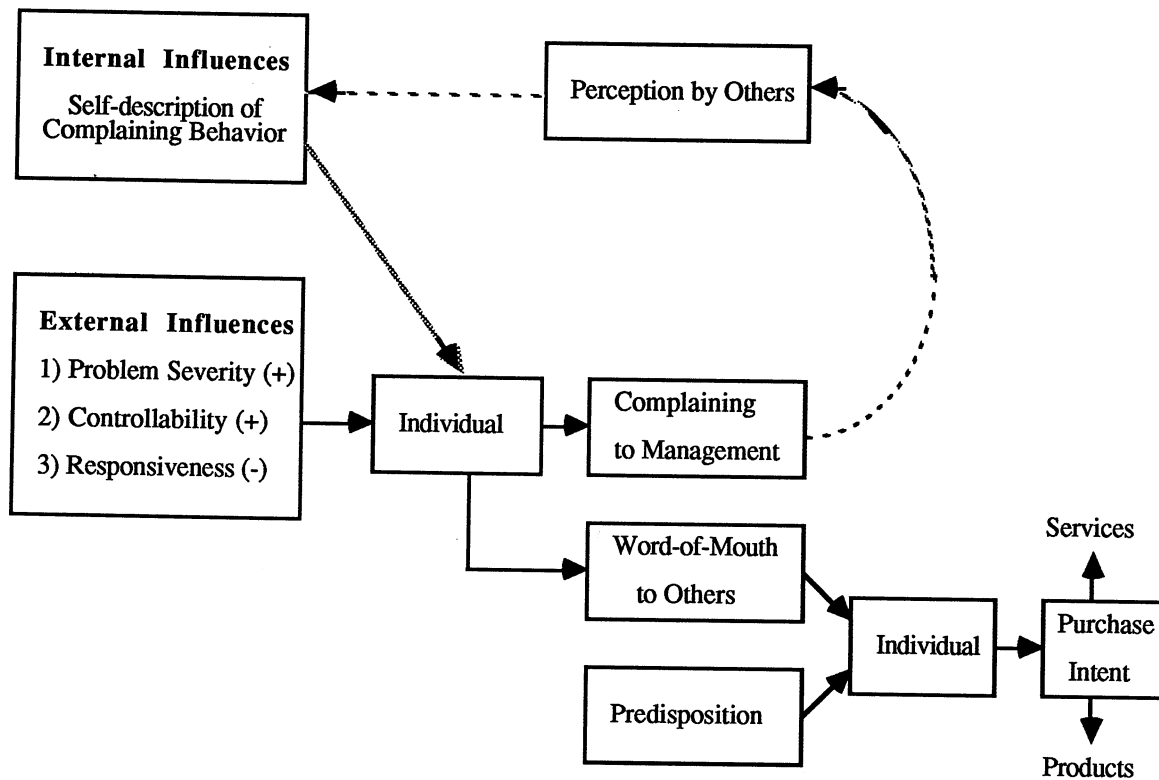 Internal Influences
Self-description of
Complaining Behavior
Perception by Others
External Influences
1) Problem Severity (+)
2) Controllability (+)
3) Responsiveness (-)
Individual
Complaining
to Management
Word-of-Mouth
to Others
Predisposition
Individual
Services
Purchase
Intent
Products